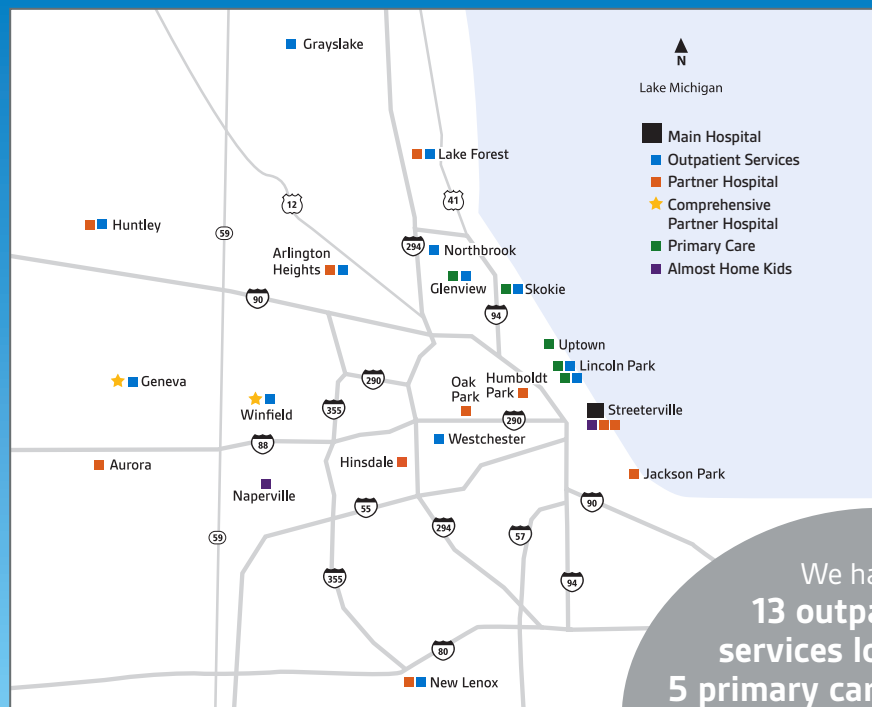 Grayslake
N
Lake Michigan
Main Hospital
Outpatient Services
Partner Hospital
Comprehensive
Partner Hospital
Primary Care
Almost Home Kids
Lake Forest
12
41
Huntley
59
294
Northbrook
Arlington
Heights
Glenview
Skokie
90
94
Uptown
Lincoln Park
Geneva
290
Oak
Park
Humboldt
Park
Winfield
355
290
Streeterville
88
Westchester
Aurora
Hinsdale
Jackson Park
Naperville
55
90
294
57
59
355
94
80
New Lenox
We ha
13 outpa
services lo
5 primary car